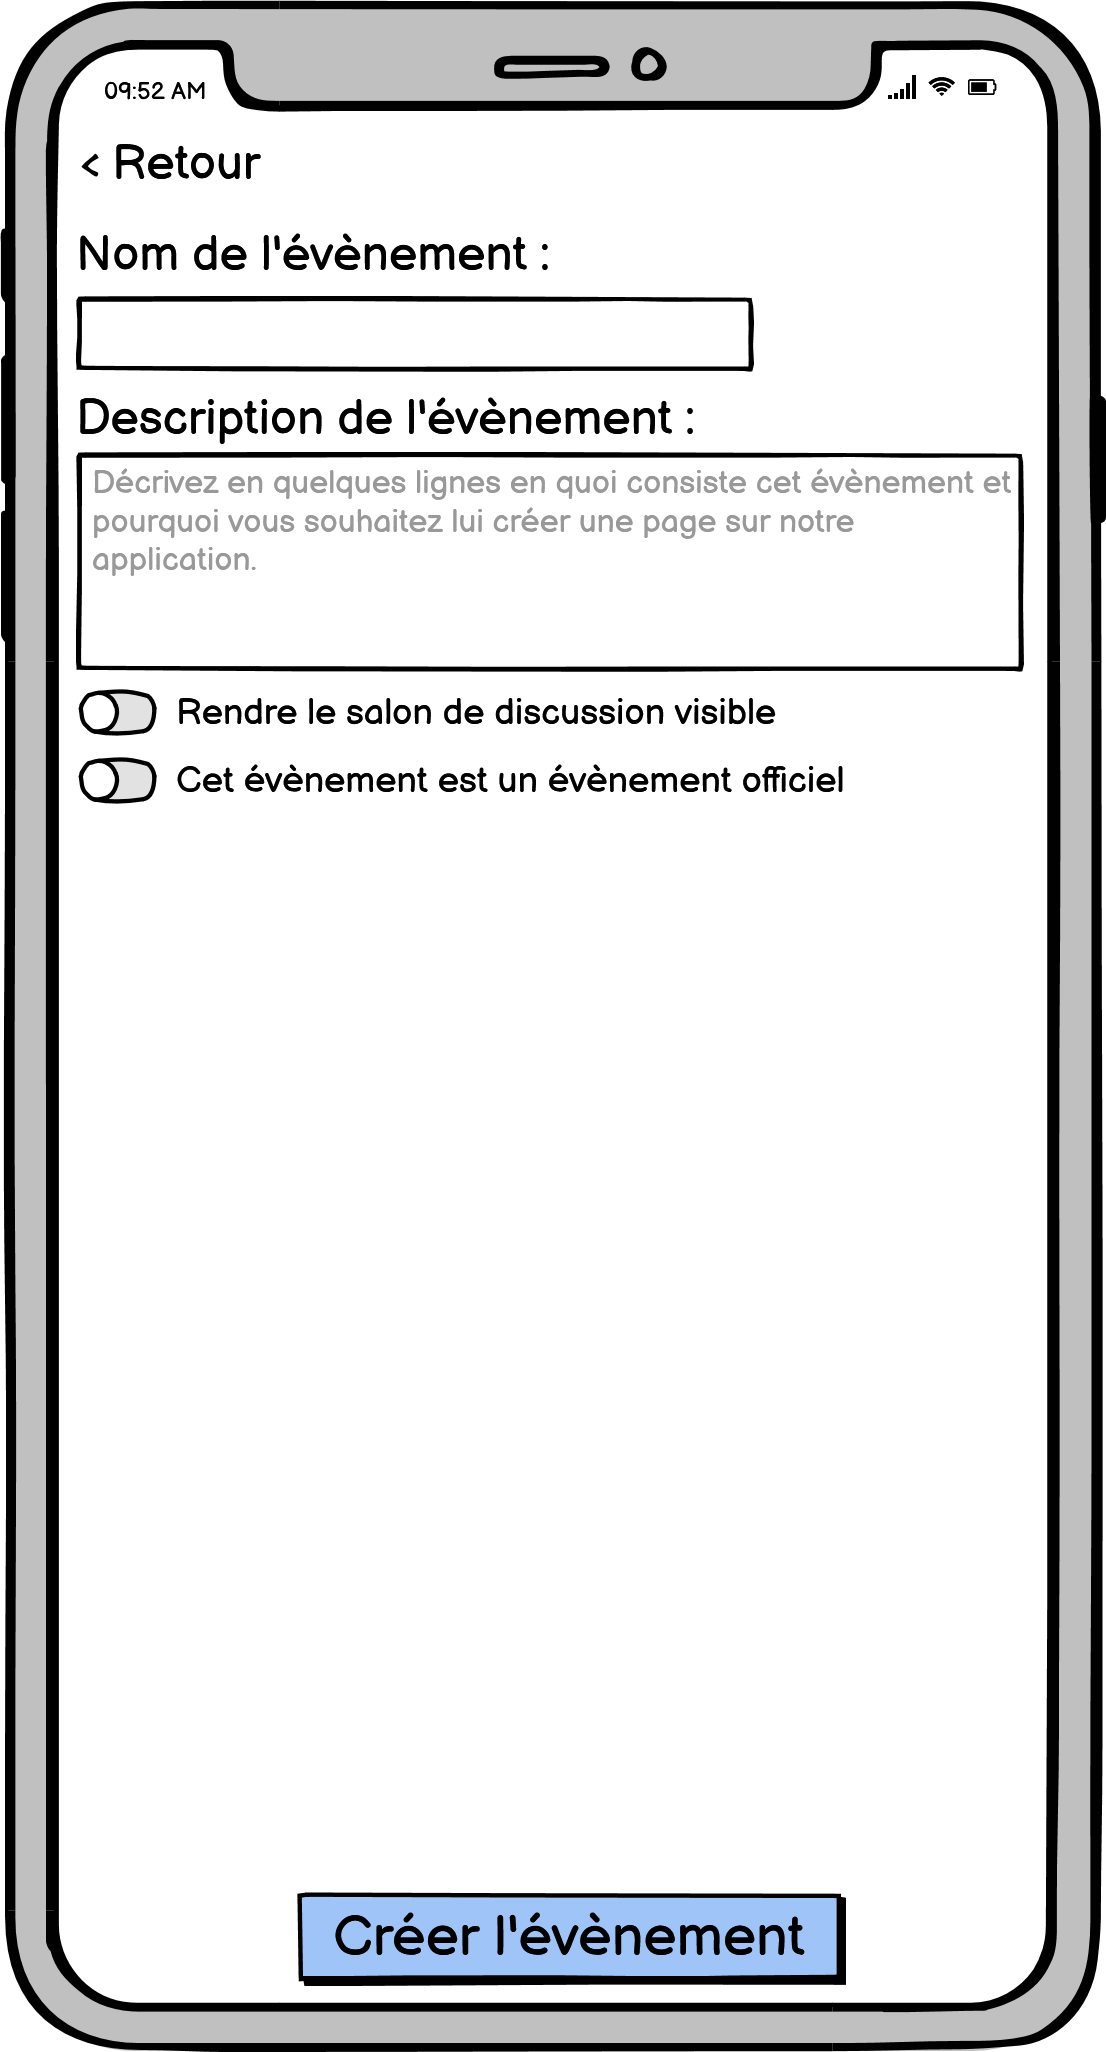 09:52 AM
< Retour
Nom de l'évènement :
Description de l'évènement :
Décrivez en quelques lignes en quoi consiste cet évènement et
pourquoi vous souhaitez lui créer une page sur notre
application.
Rendre le salon de discussion visible
Cet évènement est un évènement officiel
Créer l'évènement